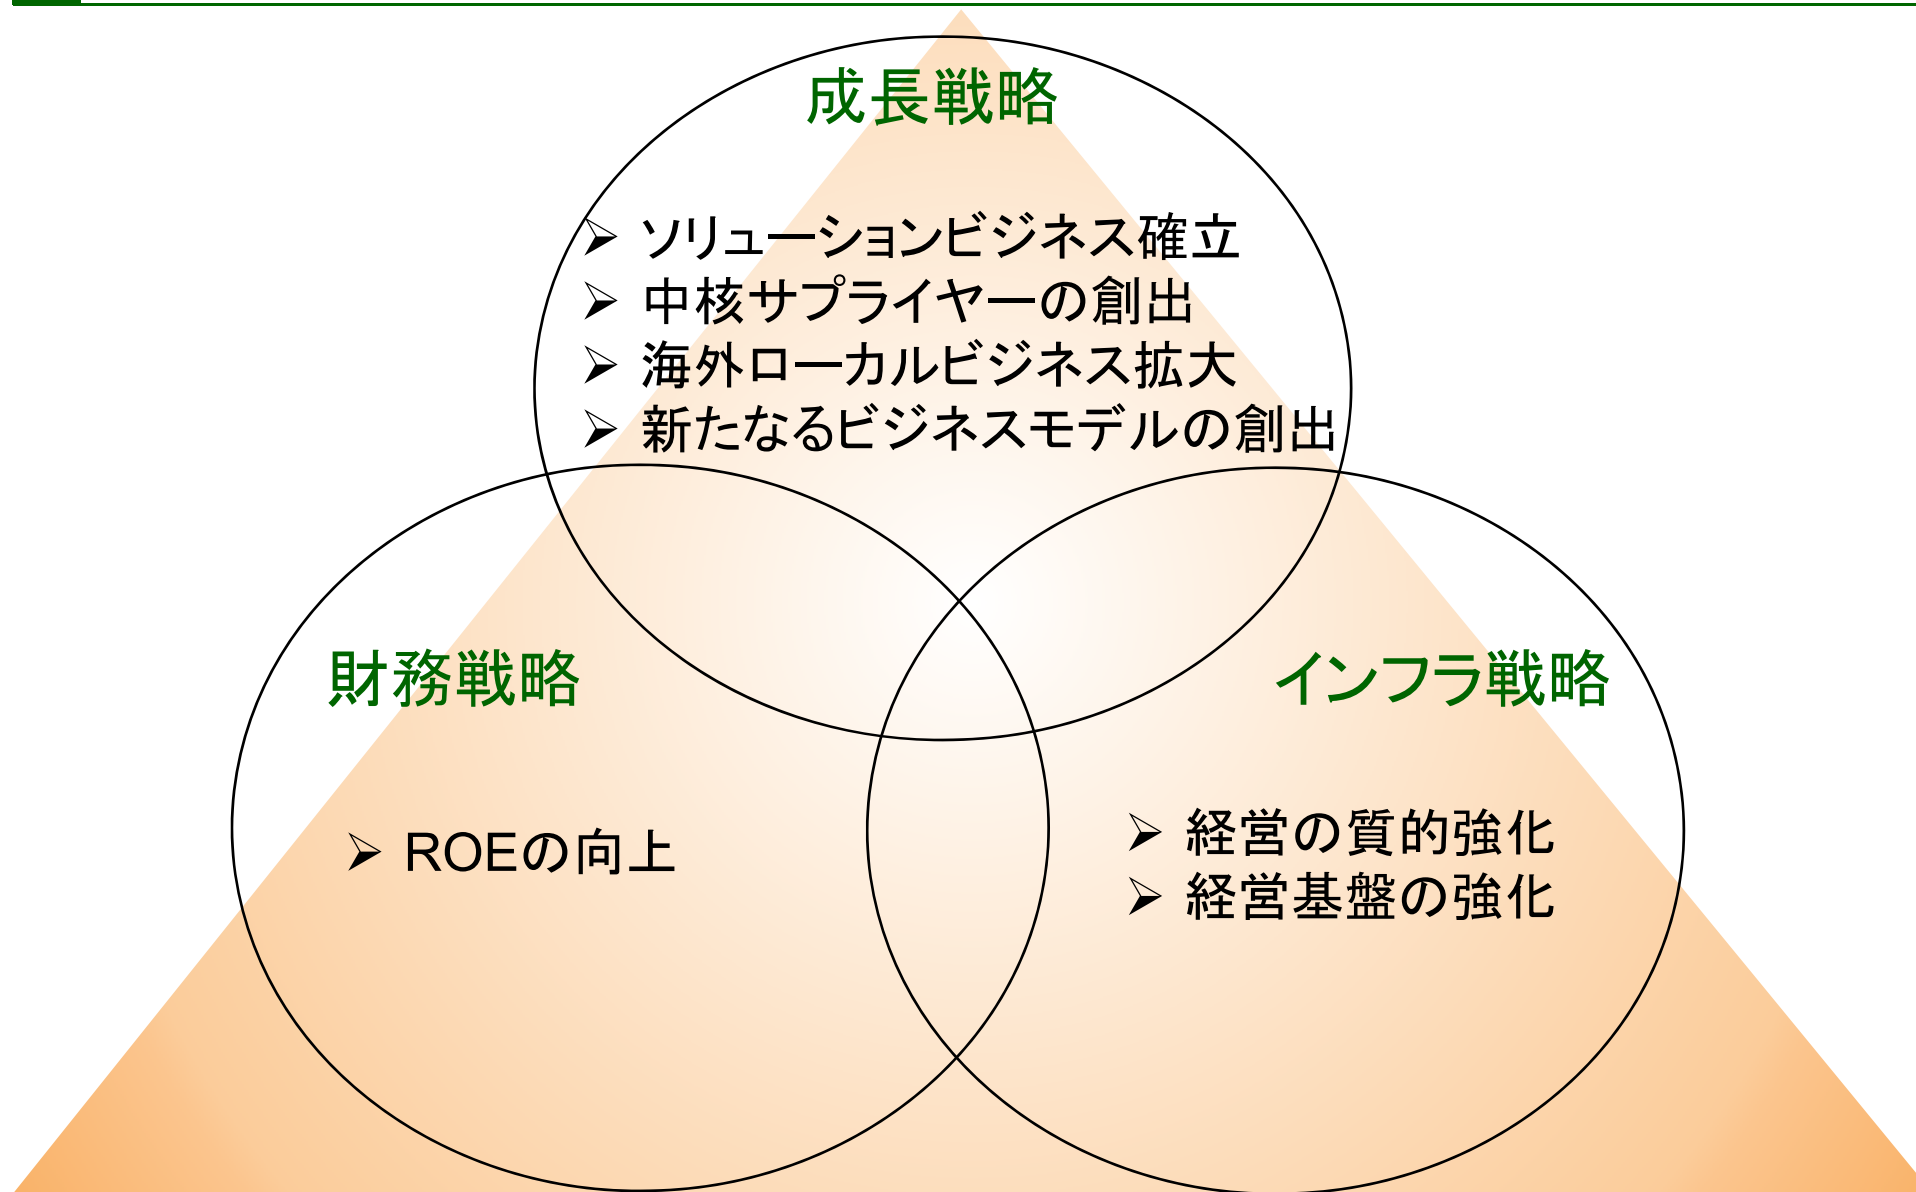 成長戦略
➢ ソリューションビジネス確立
➢ 中核サプライヤーの創出
➢ 海外ローカルビジネス拡大
➢ 新たなるビジネスモデルの創出
財務戦略
➢ ROEの向上
インフラ戦略
➢ 経営の質的強化
➢ 経営基盤の強化